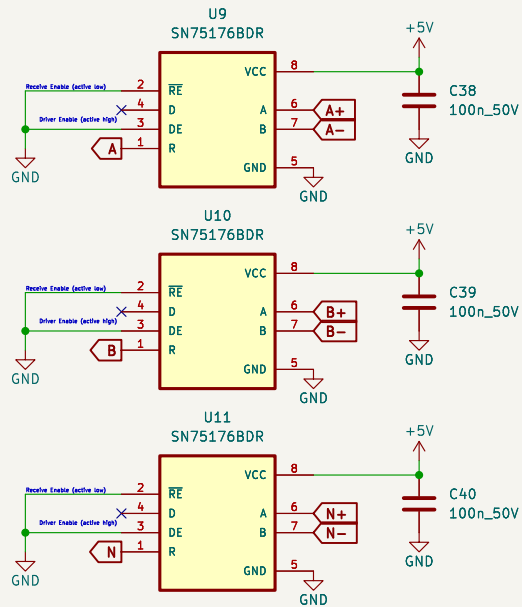 U9
SN75176BDR
+5V
Receive Enable (active low)
2
RE
VCC
8
C38
100n_50V
4
D
A
6
A+
Driver Enable (active high)
3
DE
B
7
A-
A
1
R
GND
5
GND
GND
GND
U10
SN75176BDR
+5V
Receive Enable (active low)
2
RE
VCC
8
C39
100n_50V
4
D
A
6
B+
Driver Enable (active high)
3
DE
B
7
B-
B
1
R
GND
5
GND
GND
GND
U11
SN75176BDR
+5V
Receive Enable (active low)
2
RE
VCC
8
C40
100n_50V
4
D
A
6
N+
Driver Enable (active high)
3
DE
B
7
N-
N
1
R
GND
5
GND
GND
GND